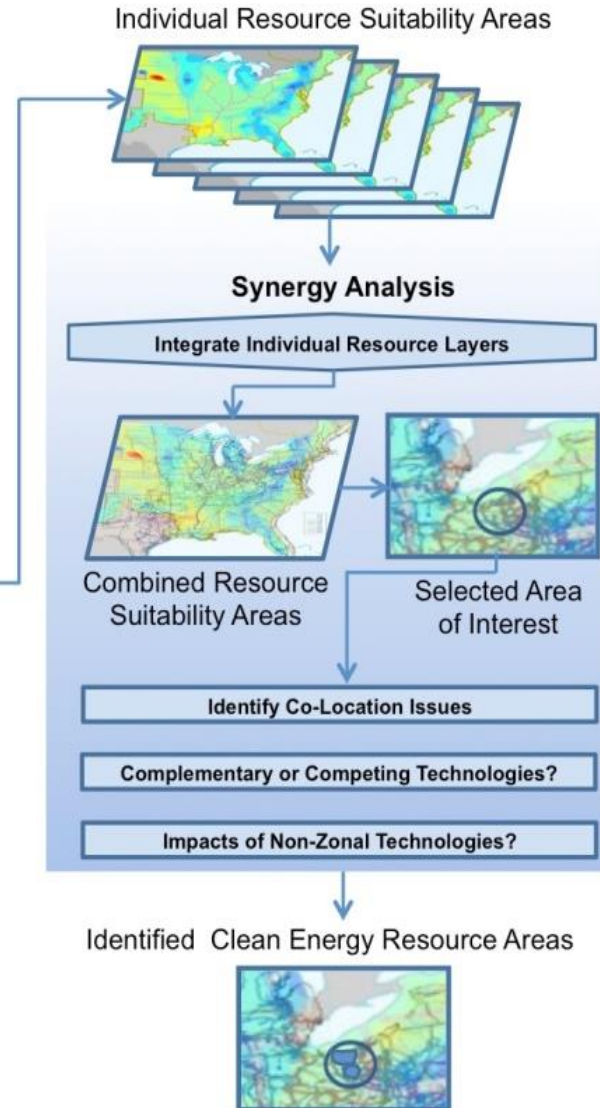 Individual Resource Suitability Areas
Synergy Analysis
Integrate Individual Resource Layers
Combined Resource
Suitability Areas
Selected Area
of Interest
Identify Co-Location Issues
Complementary or Competing Technologies?
Impacts of Non-Zonal Technologies?
Identified Clean Energy Resource Areas